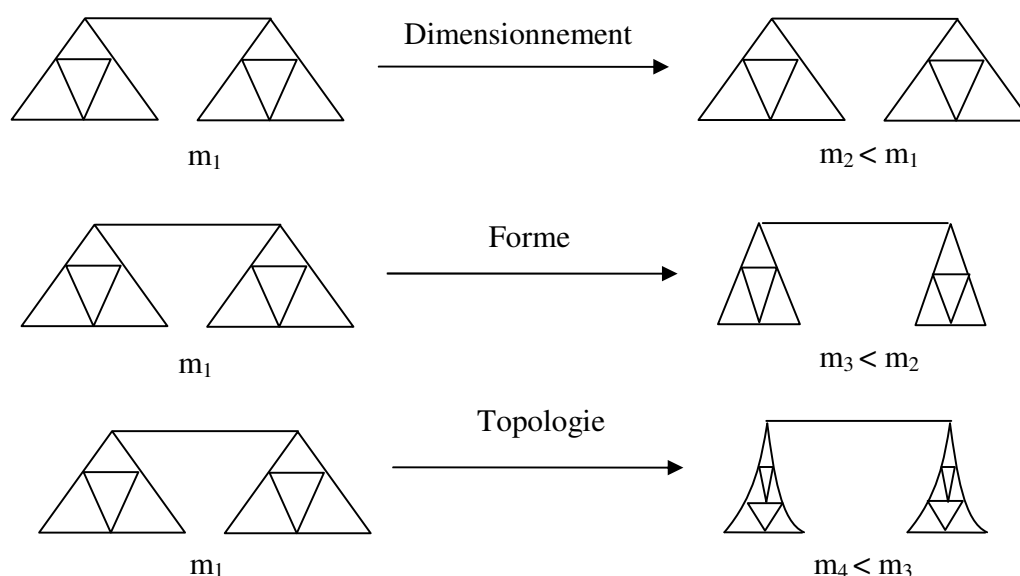 Dimensionnement
m₁
m₂ < m₁
Forme
m₁
m₃ < m₂
Topologie
m₁
m₄ < m₃